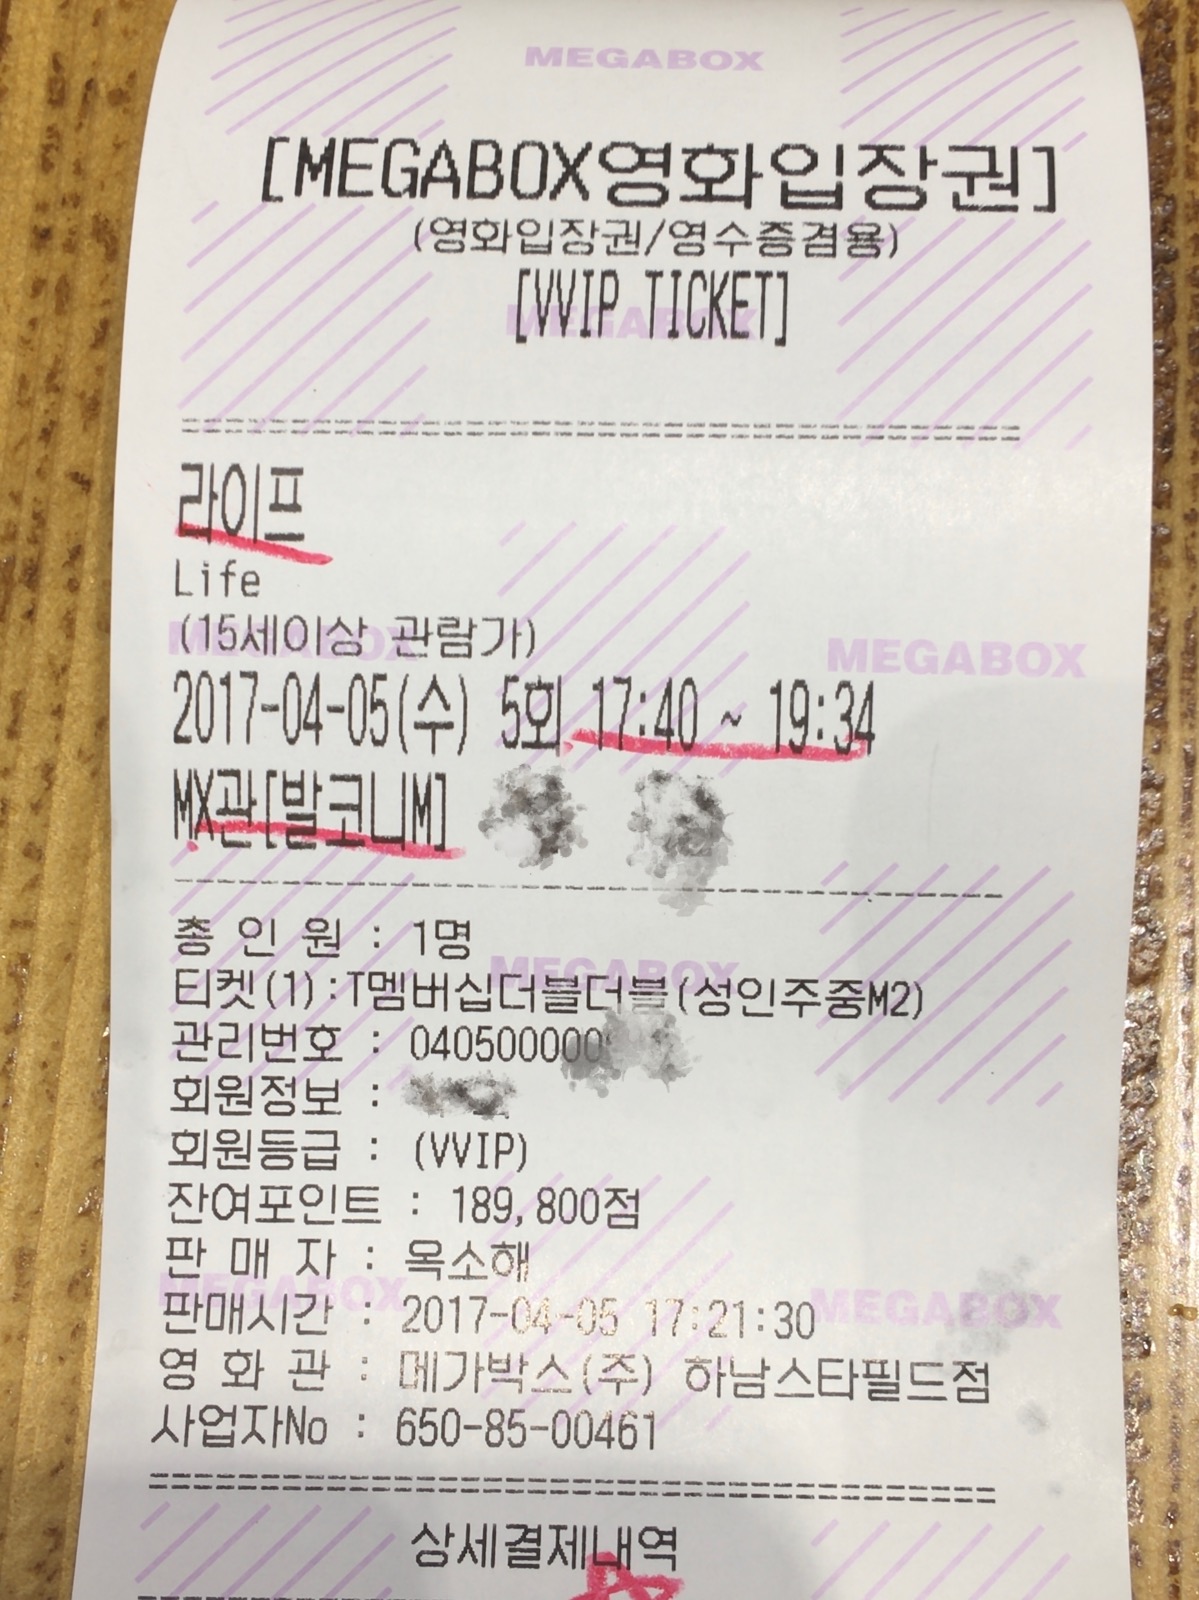 MEGABOX
[MEGABOX영화입장권]
(영화입장권/영수증겸용)
MEGABOX
[VVIP TICKET]
라이프
Life
(15세이상 관람가)
MEGABOX
MEGABOX
2017-04-05(수) 5회 17:40 ~ 19:34
MX관[발코니M]
총 인 원 : 1명
MEGABOX
티켓(1):T멤버십더블더블(성인주중M2)
관리번호 : 0405000000
회원정보 :
회원등급 : (VVIP)
잔여포인트 : 189,800점
판 매 자 : 옥소해
MEGABOX
MEGABOX
판매시간 : 2017-04-05 17:21:30
영 화 관 : 메가박스(주) 하남스타필드점
사업자No : 650-85-00461
상세결제내역